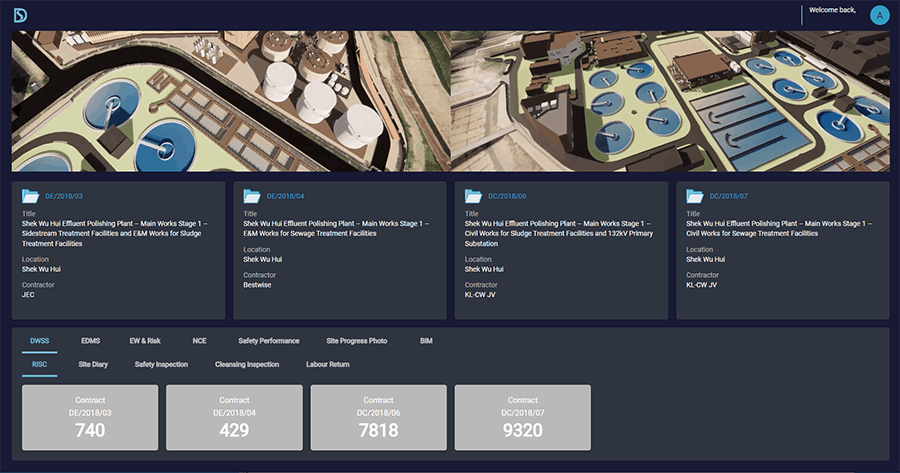 Welcome back,
A
DE/2018/03
Title
Shek Wu Hui Effluent Polishing Plant – Main Works Stage 1 –
Sidestream Treatment Facilities and E&M Works for Sludge
Treatment Facilities
Location
Shek Wu Hui
Contractor
JEC
DE/2018/04
Title
Shek Wu Hui Effluent Polishing Plant – Main Works Stage 1 –
E&M Works for Sewage Treatment Facilities
Location
Shek Wu Hui
Contractor
Bestwise
DC/2018/06
Title
Shek Wu Hui Effluent Polishing Plant – Main Works Stage 1 –
Civil Works for Sludge Treatment Facilities and 132kV Primary
Substation
Location
Shek Wu Hui
Contractor
KL-CW JV
DC/2018/07
Title
Shek Wu Hui Effluent Polishing Plant – Main Works Stage 1 –
Civil Works for Sewage Treatment Facilities
Location
Shek Wu Hui
Contractor
KL-CW JV
DWSS EDMS EW & Risk NCE Safety Performance Site Progress Photo BIM
RISC Site Diary Safety Inspection Cleansing Inspection Labour Return
Contract
DE/2018/03
740
Contract
DE/2018/04
429
Contract
DC/2018/06
7818
Contract
DC/2018/07
9320